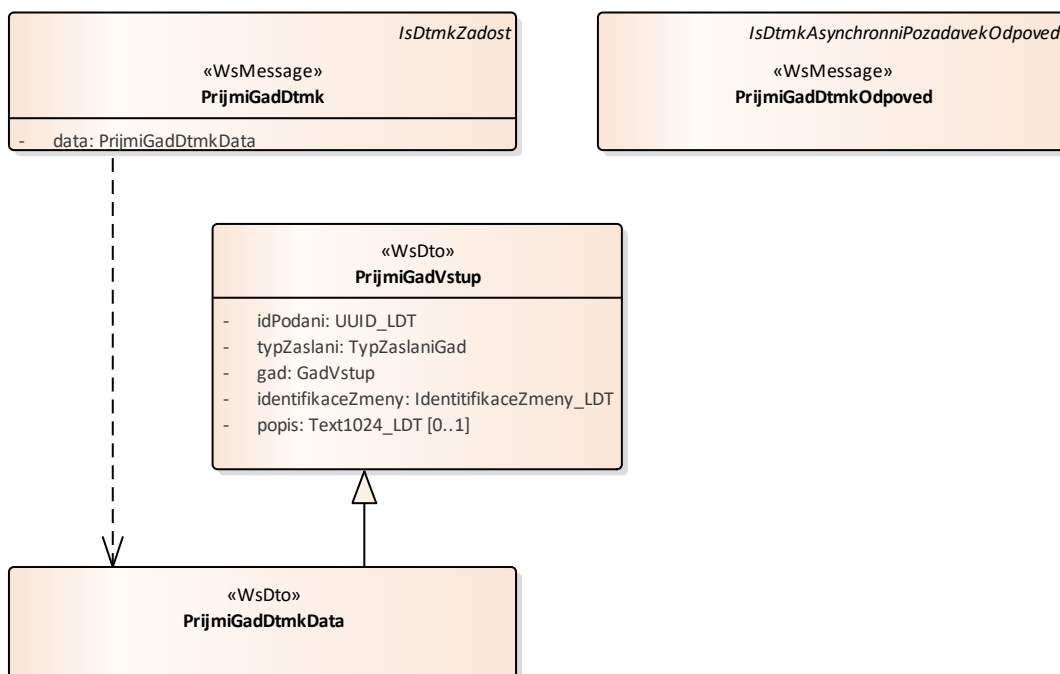 IsDtmkZadost
«WsMessage»
PrijmiGadDtmk
- data: PrijmiGadDtmkData
IsDtmkAsynchronniPozadavekOdpoved
«WsMessage»
PrijmiGadDtmkOdpoved
«WsDto»
PrijmiGadVstup
- idPodani: UUID_LDT
- typZaslani: TypZaslaniGad
- gad: GadVstup
- identifikaceZmeny: IdentitifikaceZmeny_LDT
- popis: Text1024_LDT [0..1]
«WsDto»
PrijmiGadDtmkData